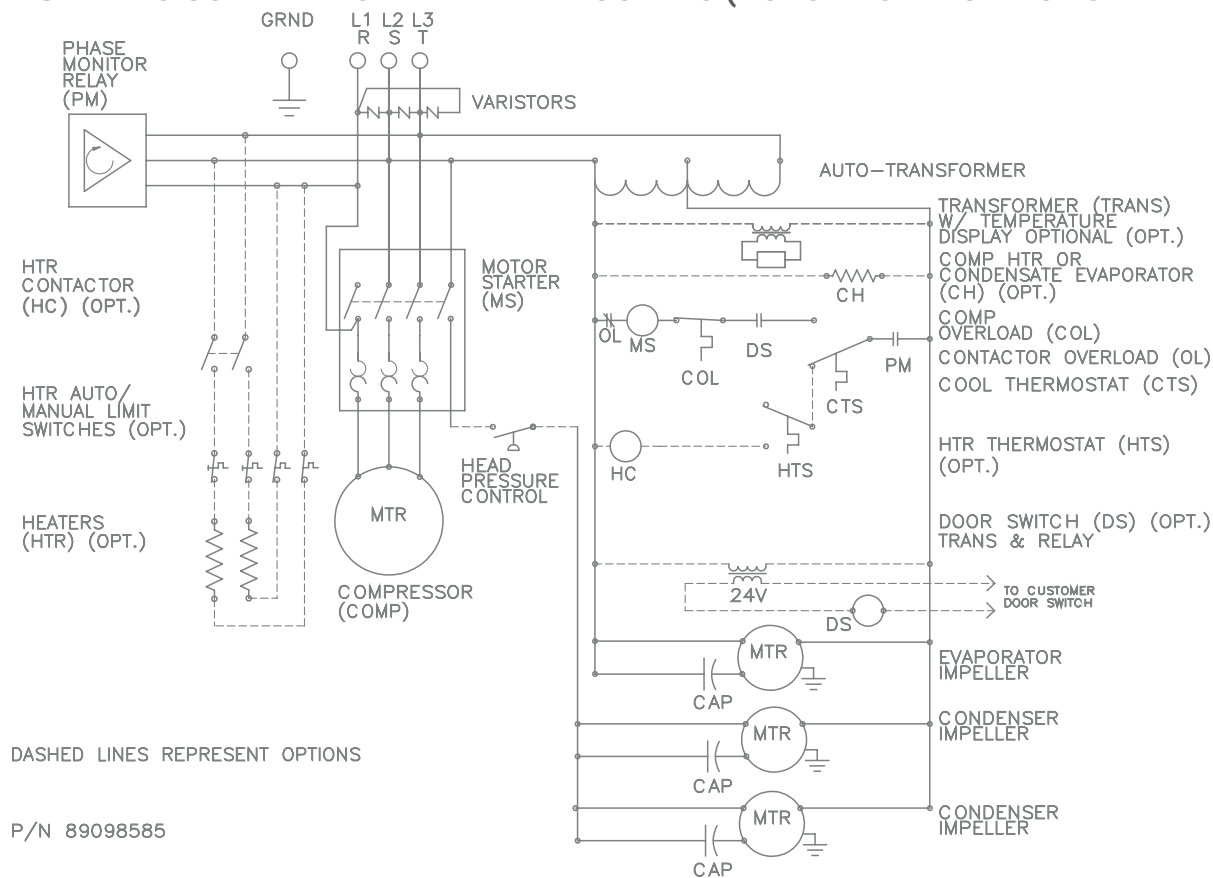 GRND
L1 L2 L3
R S T
PHASE
MONITOR
RELAY
(PM)
VARISTORS
AUTO-TRANSFORMER
TRANSFORMER (TRANS)
W/ TEMPERATURE
DISPLAY OPTIONAL (OPT.)
COMP HTR OR
CONDENSATE EVAPORATOR
(CH) (OPT.)
CH
HTR
CONTACTOR
(HC) (OPT.)
MOTOR
STARTER
(MS)
OL
MS
COL
DS
PM
COMP
OVERLOAD (COL)
CONTACTOR OVERLOAD (OL)
COOL THERMOSTAT (CTS)
CTS
HTR AUTO/
MANUAL LIMIT
SWITCHES (OPT.)
HEAD
PRESSURE
CONTROL
HC
HTS
HTR THERMOSTAT (HTS)
(OPT.)
HEATERS
(HTR) (OPT.)
MTR
COMPRESSOR
(COMP)
DOOR SWITCH (DS) (OPT.)
TRANS & RELAY
24V
TO CUSTOMER
DOOR SWITCH
DS
MTR
CAP
EVAPORATOR
IMPELLER
MTR
CAP
CONDENSER
IMPELLER
MTR
CAP
CONDENSER
IMPELLER
DASHED LINES REPRESENT OPTIONS
P/N 89098585